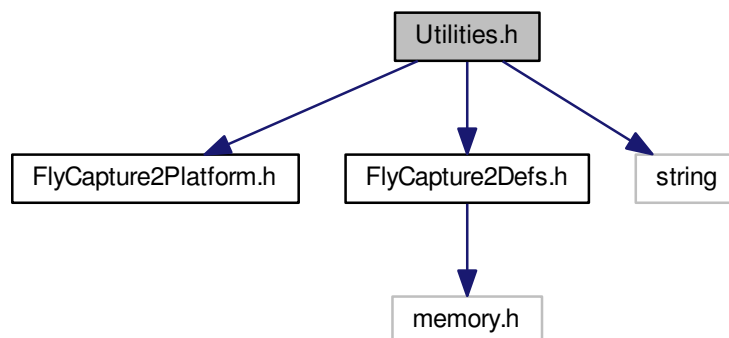 Utilities.h
FlyCapture2Platform.h
FlyCapture2Defs.h
string
memory.h